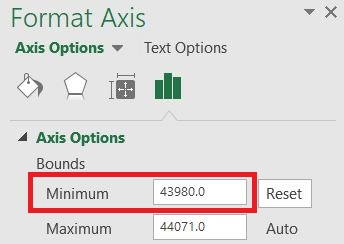 Format Axis
Axis Options Text Options
Axis Options
Bounds
Minimum 43980.0 Reset
Maximum 44071.0 Auto